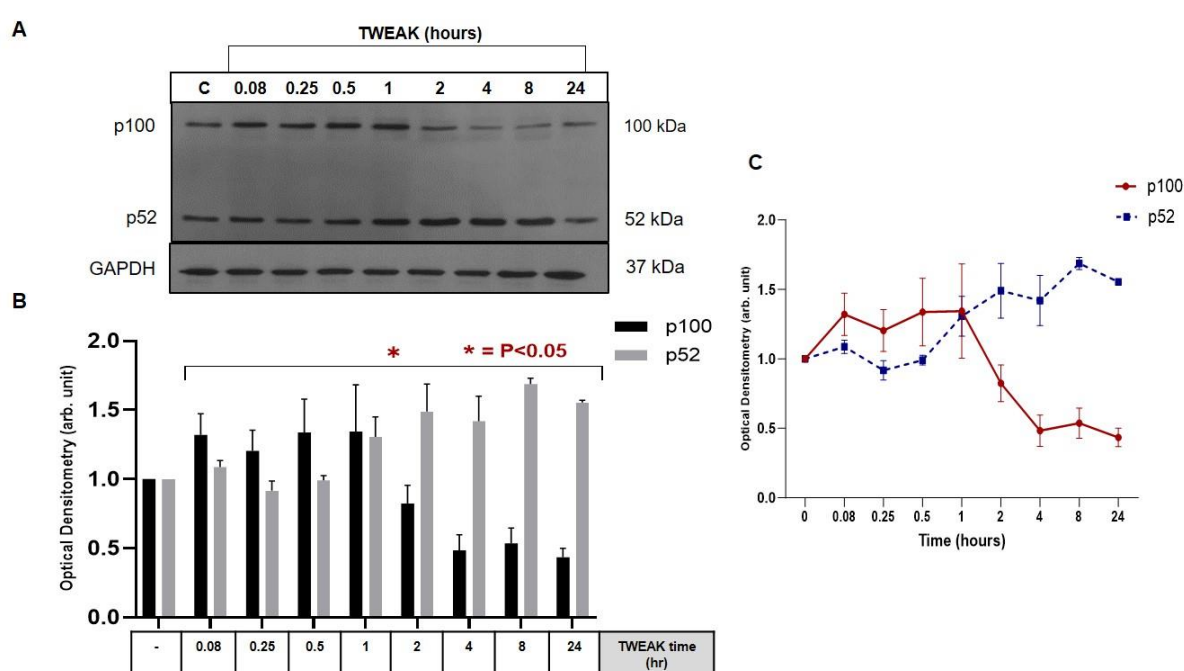 A
TWEAK (hours)
C 0.08 0.25 0.5 1 2 4 8 24
p100 100 kDa
p52 52 kDa
GAPDH 37 kDa
B
p100
p52
* * = P<0.05
Optical Densitometry (arb. unit)
2.0
1.5
1.0
0.5
0.0
- 0.08 0.25 0.5 1 2 4 8 24 TWEAK time
(hr)
C
p100
p52
Optical Densitometry (arb. unit)
2.0
1.5
1.0
0.5
0.0
0 0.08 0.25 0.5 1 2 4 8 24
Time (hours)